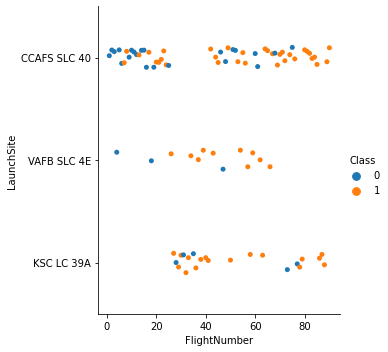 CCAFS SLC 40
VAFB SLC 4E
KSC LC 39A
LaunchSite
0 20 40 60 80
FlightNumber
Class
0
1